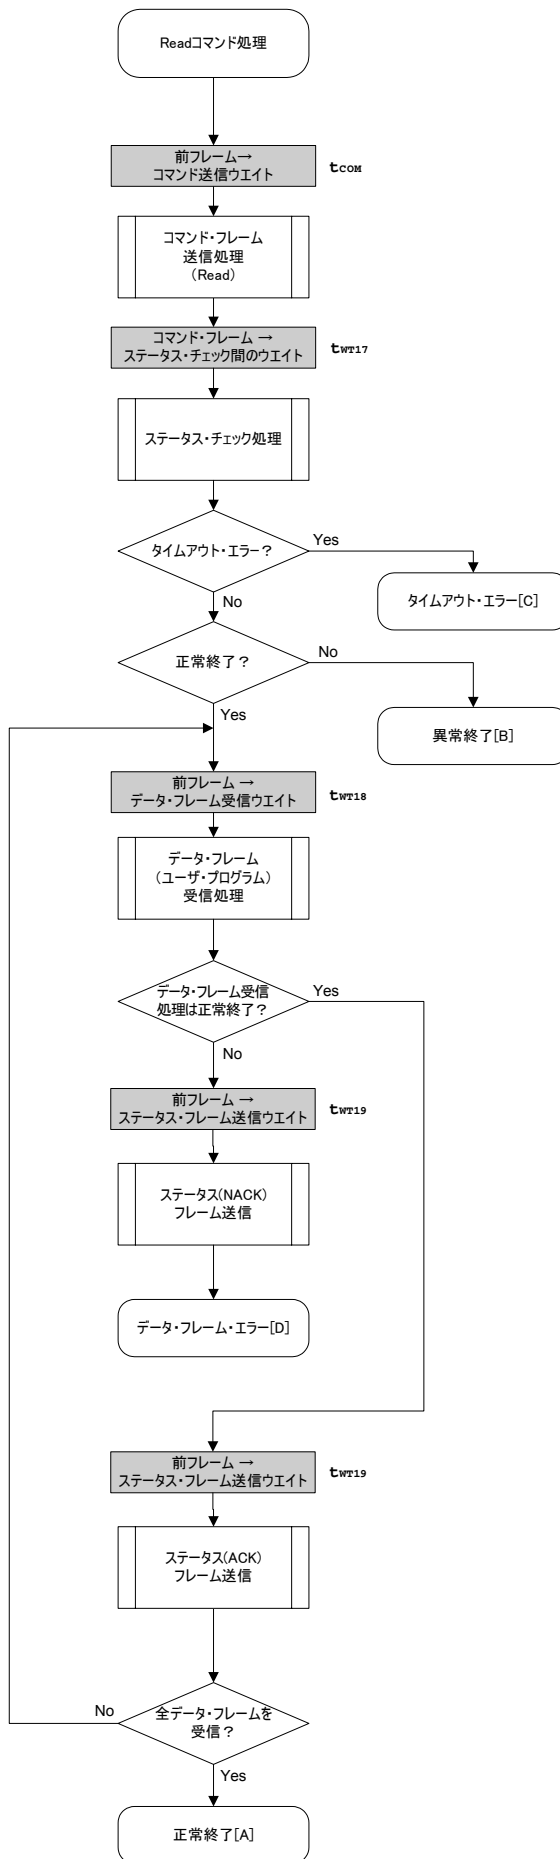 Readコマンド処理
前フレーム→
コマンド送信ウエイト
tCOM
コマンド・フレーム
送信処理
(Read)
コマンド・フレーム →
ステータス・チェック間のウエイト
tWT17
ステータス・チェック処理
タイムアウト・エラー？
Yes
タイムアウト・エラー[C]
No
正常終了？
No
異常終了[B]
Yes
前フレーム →
データ・フレーム受信ウエイト
tWT18
データ・フレーム
（ユーザ・プログラム）
受信処理
データ・フレーム受信
処理は正常終了？
Yes
No
前フレーム →
ステータス・フレーム送信ウエイト
tWT19
ステータス(NACK)
フレーム送信
データ・フレーム・エラー[D]
前フレーム →
ステータス・フレーム送信ウエイト
tWT19
ステータス(ACK)
フレーム送信
No
全データ・フレームを
受信？
Yes
正常終了[A]